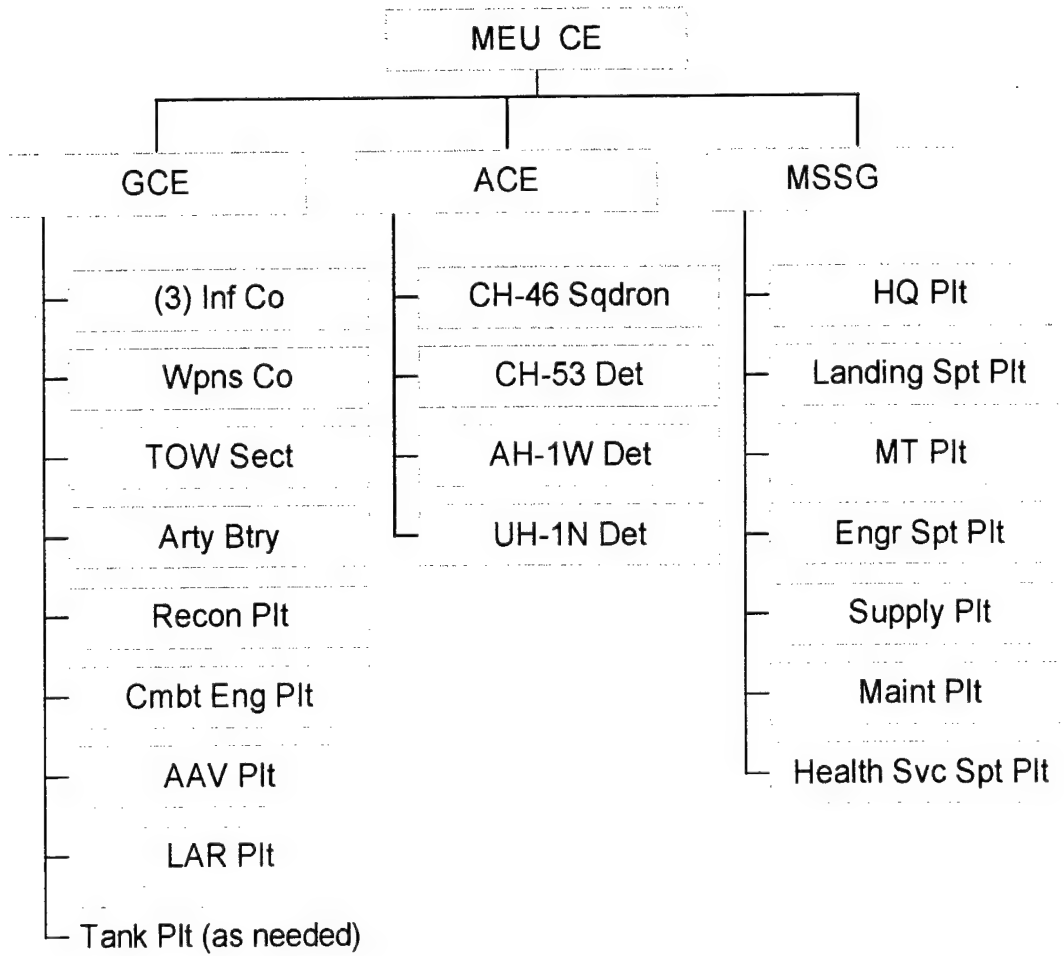 MEU CE
GCE
ACE
MSSG
(3) Inf Co
Wpns Co
TOW Sect
Arty Btry
Recon Plt
Cmbt Eng Plt
AAV Plt
LAR Plt
Tank Plt (as needed)
CH-46 Sqdron
CH-53 Det
AH-1W Det
UH-1N Det
HQ Plt
Landing Spt Plt
MT Plt
Engr Spt Plt
Supply Plt
Maint Plt
Health Svc Spt Plt